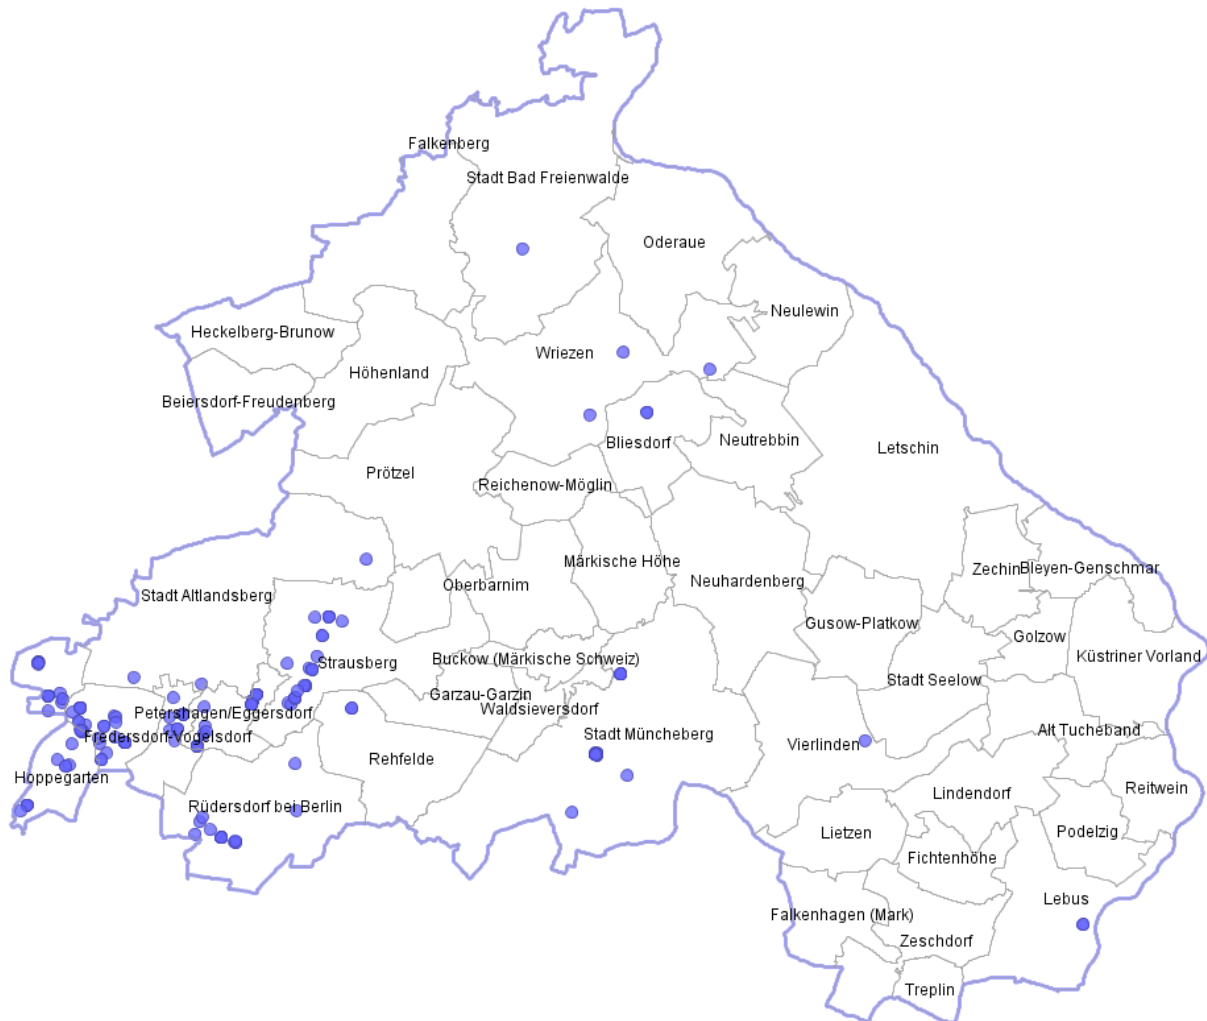 Falkenberg
Stadt Bad Freienwalde
Oderaue
Neulewin
Heckelberg-Brunow
Wriezen
Höhenland
Beiersdorf-Freudenberg
Bliesdorf
Neutrebbin
Letschin
Prötzel
Reichenow-Möglin
Märkische Höhe
Zechin
Bleyen-Genschmar
Neuhardenberg
Oberbarnim
Stadt Altlandsberg
Gusow-Platkow
Golzow
Küstriner Vorland
Buckow (Märkische Schweiz)
Strausberg
Stadt Seelow
Garzau-Garzin
Waldsieversdorf
Petershagen/Eggersdorf
Alt Tucheband
Stadt Müncheberg
Fredersdorf-Vogelsdorf
Vierlinden
Rehfelde
Hoppegarten
Reitwein
Lindendorf
Rüdersdorf bei Berlin
Lietzen
Podelzig
Fichtenhöhe
Lebus
Falkenhagen (Mark)
Zeschdorf
Treplin